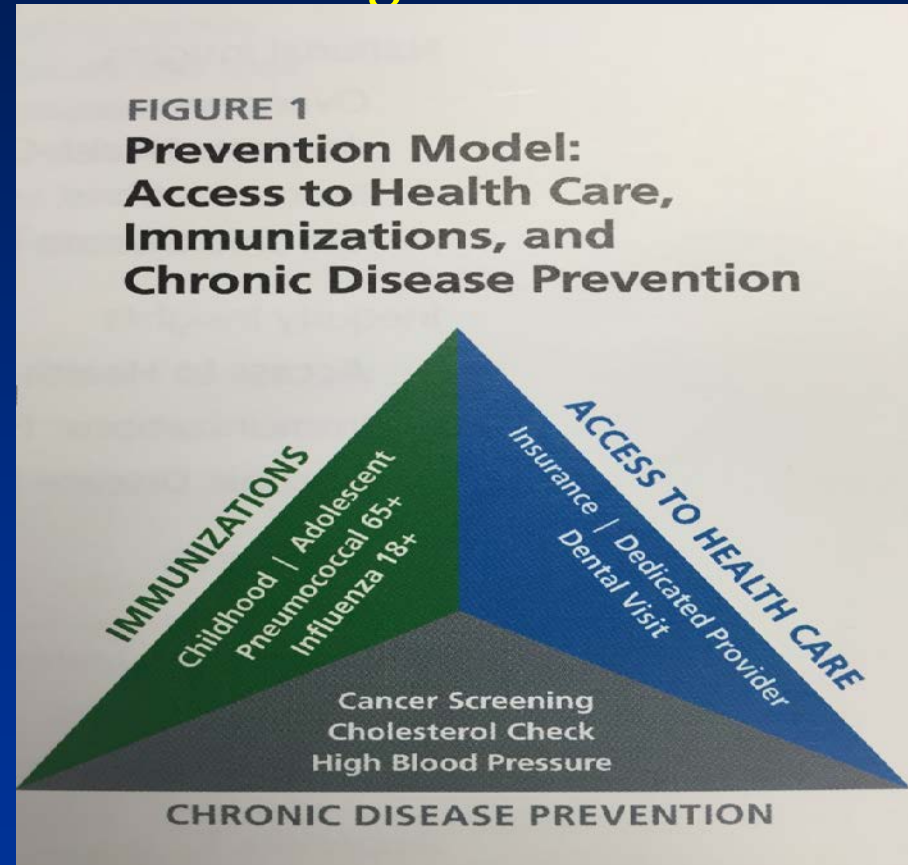 FIGURE 1
Prevention Model:
Access to Health Care,
Immunizations, and
Chronic Disease Prevention
IMMUNIZATIONS
Childhood | Adolescent
Pneumococcal 65+
Influenza 18+
ACCESS TO HEALTH CARE
Insurance | Dedicated Provider
Dental Visit
Cancer Screening
Cholesterol Check
High Blood Pressure
CHRONIC DISEASE PREVENTION